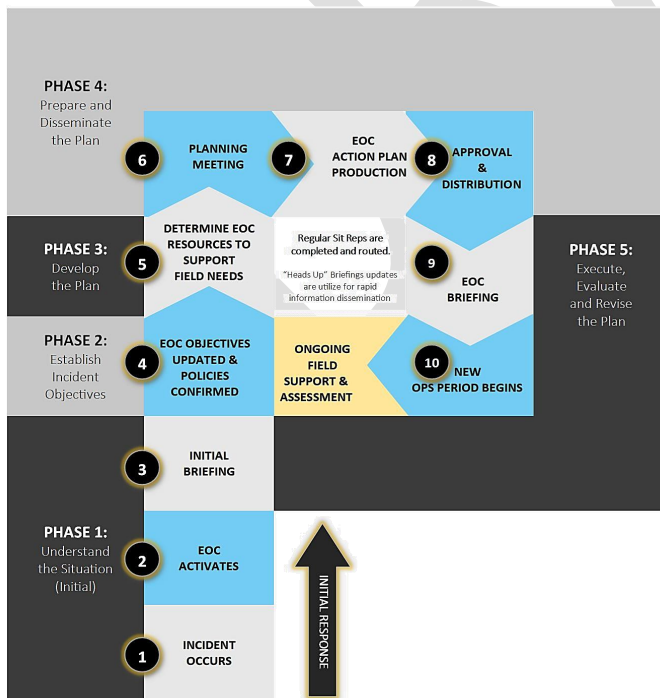 PHASE 4:
Prepare and
Disseminate
the Plan
6
PLANNING
MEETING
7
EOC
ACTION PLAN
PRODUCTION
8
APPROVAL
&
DISTRIBUTION
PHASE 3:
Develop
the Plan
5
DETERMINE EOC
RESOURCES TO
SUPPORT
FIELD NEEDS
Regular Sit Reps are
completed and routed.
"Heads Up" Briefings updates
are utilize for rapid
information dissemination
9
EOC
BRIEFING
PHASE 5:
Execute,
Evaluate
and Revise
the Plan
PHASE 2:
Establish
Incident
Objectives
4
EOC OBJECTIVES
UPDATED &
POLICIES
CONFIRMED
ONGOING
FIELD
SUPPORT &
ASSESSMENT
10
NEW
OPS PERIOD BEGINS
3
INITIAL
BRIEFING
PHASE 1:
Understand
the Situation
(Initial)
2
EOC
ACTIVATES
1
INCIDENT
OCCURS
INITIAL RESPONSE